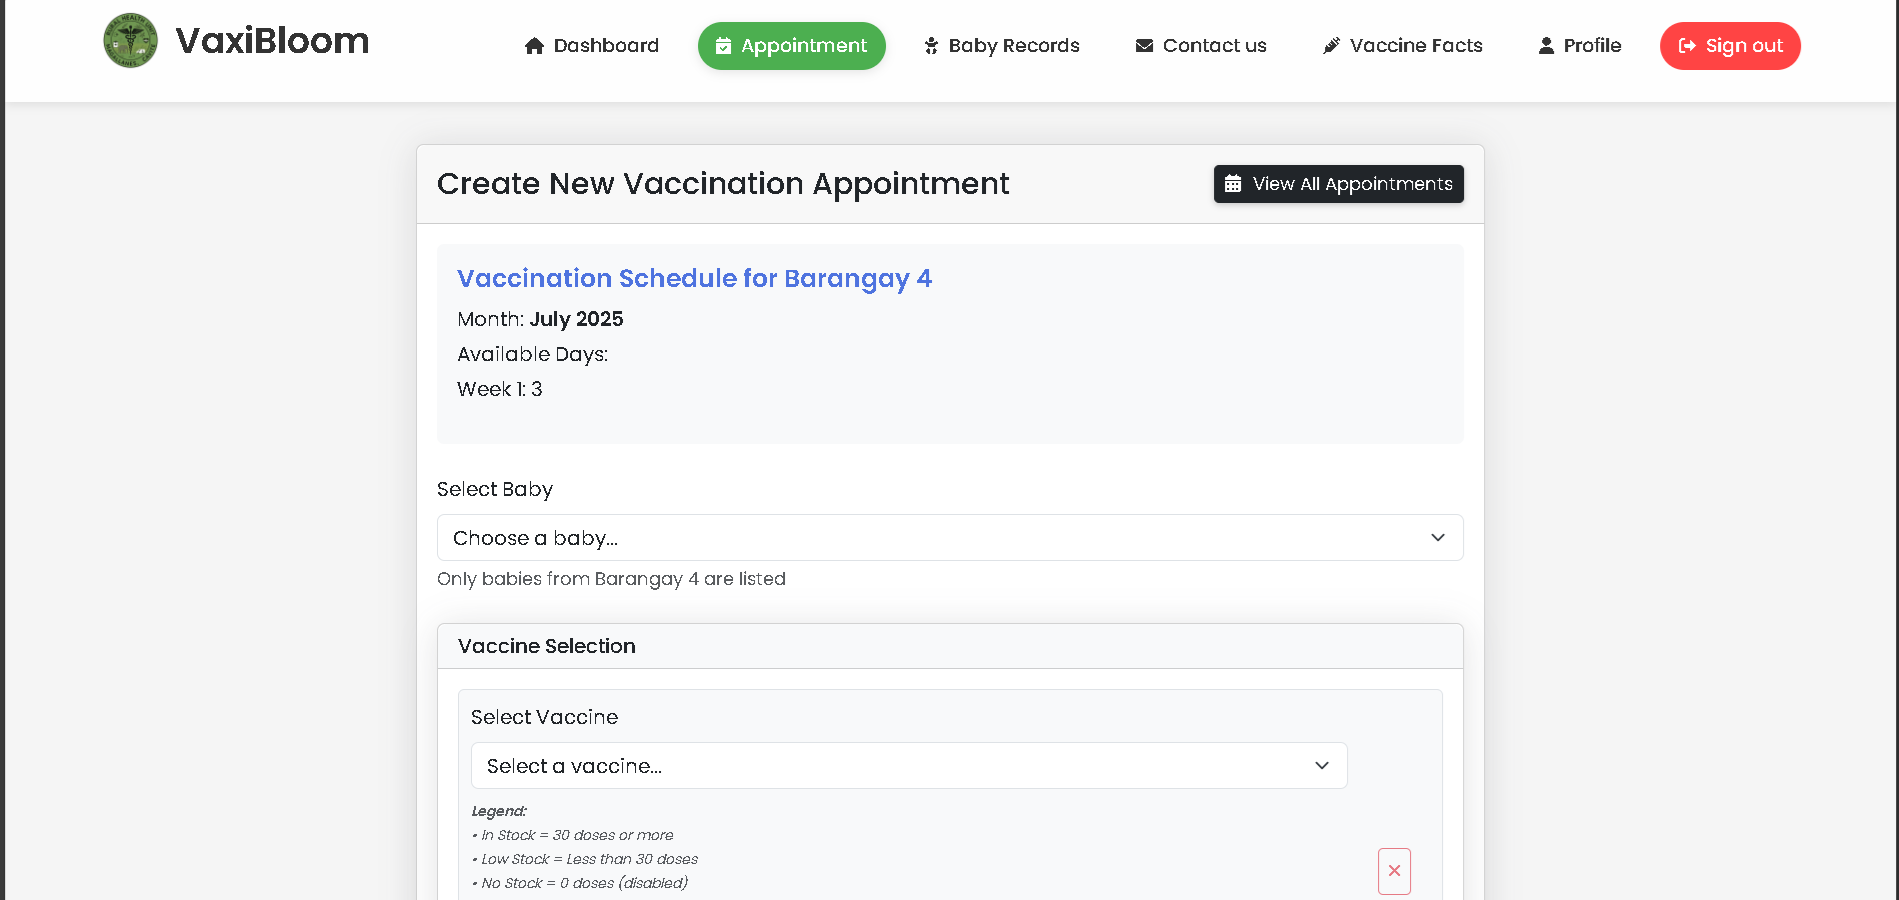 VaxiBloom
Dashboard
Appointment
Baby Records
Contact us
Vaccine Facts
Profile
Sign out
Create New Vaccination Appointment
View All Appointments
Vaccination Schedule for Barangay 4
Month: July 2025
Available Days:
Week 1: 3
Select Baby
Choose a baby...
Only babies from Barangay 4 are listed
Vaccine Selection
Select Vaccine
Select a vaccine...
Legend:
• In Stock = 30 doses or more
• Low Stock = Less than 30 doses
• No Stock = 0 doses (disabled)